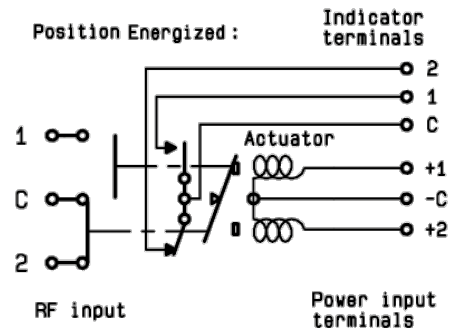 Position Energized :
Indicator
terminals
2
1
C
Actuator
1
+1
C
-C
+2
2
RF input
Power input
terminals